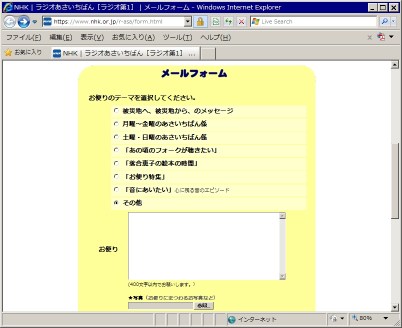 NHK | ラジオあさいちばん［ラジオ第1］ | メールフォーム - Windows Internet Explorer
https://www.nhk.or.jp/r-asa/form.html
Live Search
ファイル(F) 編集(E) 表示(V) お気に入り(A) ツール(T) ヘルプ(H)
お気に入り
NHK | ラジオあさいちばん［ラジオ第1］ ...
メールフォーム
お便りのテーマを選択してください。
被災地へ、被災地から、のメッセージ
月曜～金曜のあさいちばん係
土曜・日曜のあさいちばん係
「あの頃のフォークが聴きたい」
「落合恵子の絵本の時間」
「お便り特集」
「音にあいたい」心に残る音のエピソード
その他
お便り
(400文字以内でお願いします。)
★写真（お便りにまつわるお写真など）
参照...
インターネット
80%